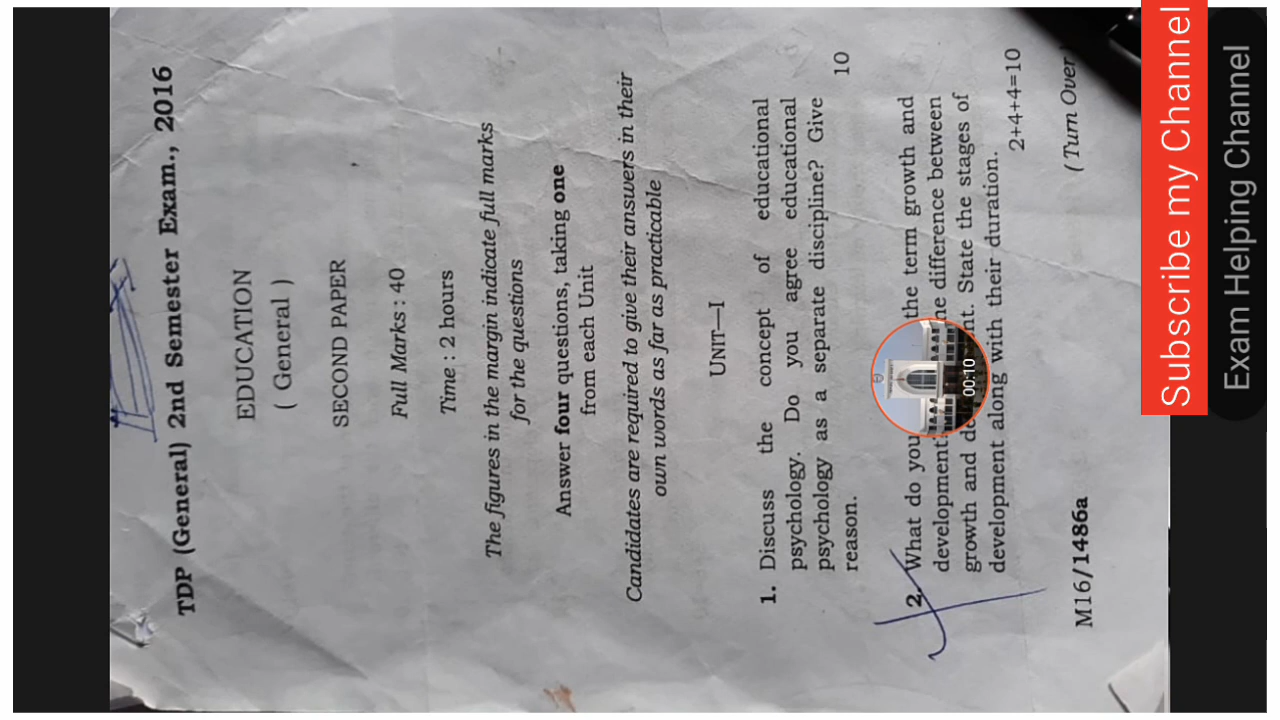 TDP (General) 2nd Semester Exam., 2016
EDUCATION
( General )
SECOND PAPER
Full Marks : 40
Time : 2 hours
The figures in the margin indicate full marks
for the questions
Answer four questions, taking one
from each Unit
Candidates are required to give their answers in their
own words as far as practicable
UNIT—I
1. Discuss the concept of educational
psychology. Do you agree educational
psychology as a separate discipline? Give
reason. 10
2. What do you the term growth and
development difference between
growth and State the stages of
development along with their duration.
2+4+4=10
M16/1486a
( Turn Over )
00:10
Subscribe my Channel
Exam Helping Channel